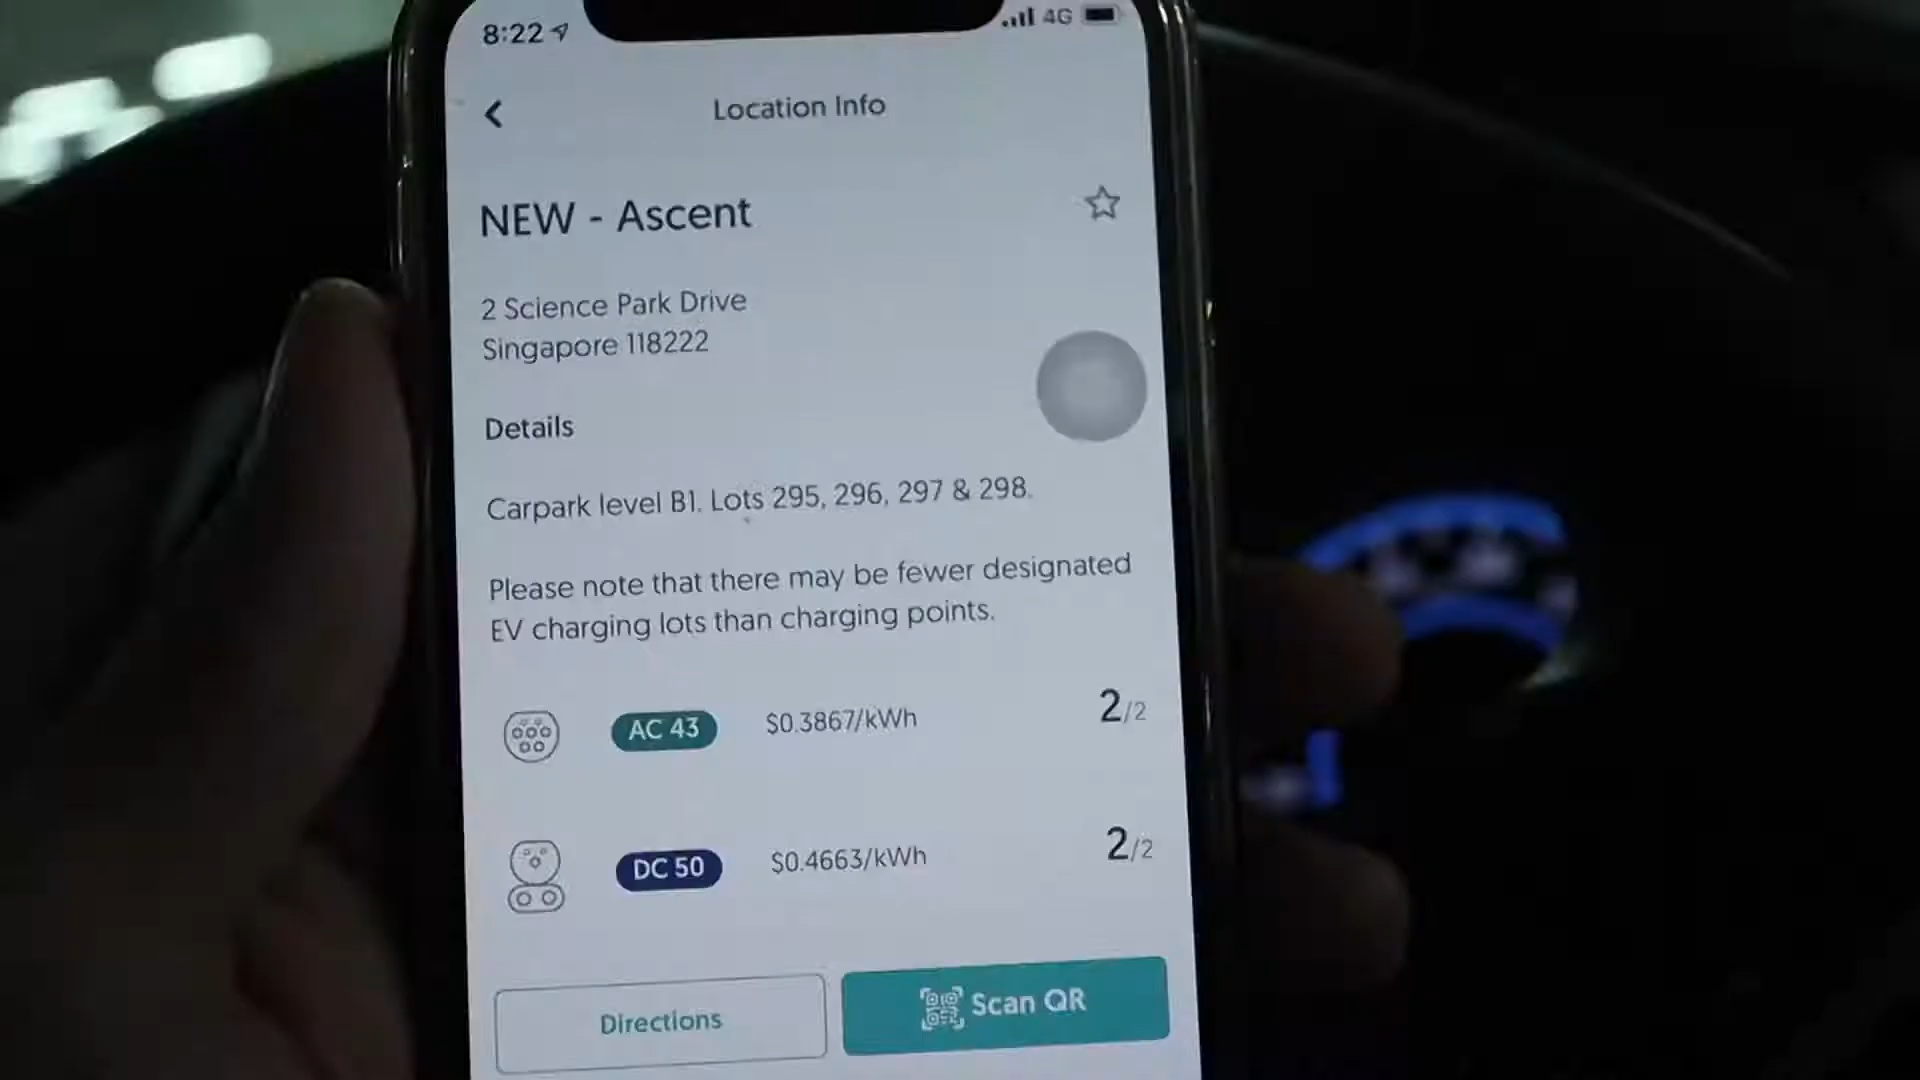 8:22
4G
Location Info
NEW - Ascent
2 Science Park Drive
Singapore 118222
Details
Carpark level B1. Lots 295, 296, 297 & 298.
Please note that there may be fewer designated
EV charging lots than charging points.
AC 43 $0.3867/kWh 2/2
DC 50 $0.4663/kWh 2/2
Directions Scan QR